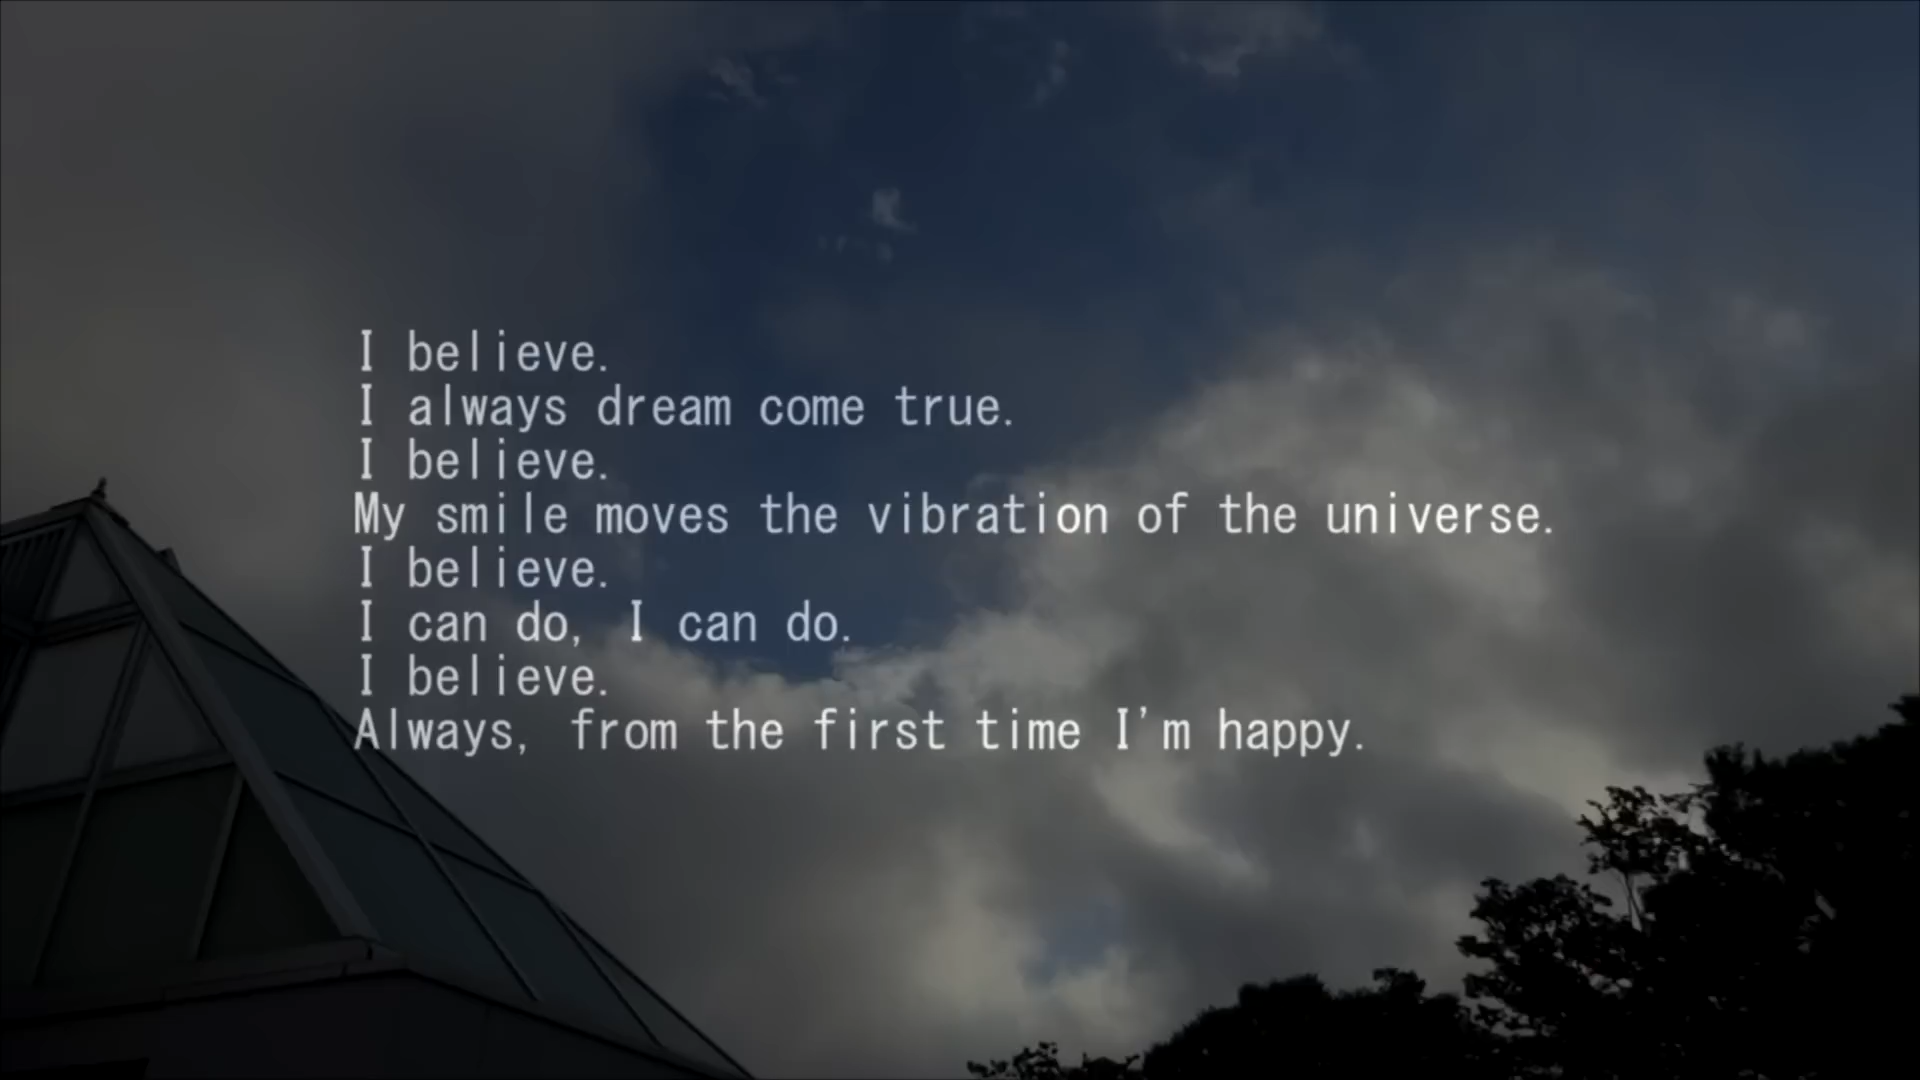 I believe.
I always dream come true.
I believe.
My smile moves the vibration of the universe.
I believe.
I can do, I can do.
I believe.
Always, from the first time I'm happy.